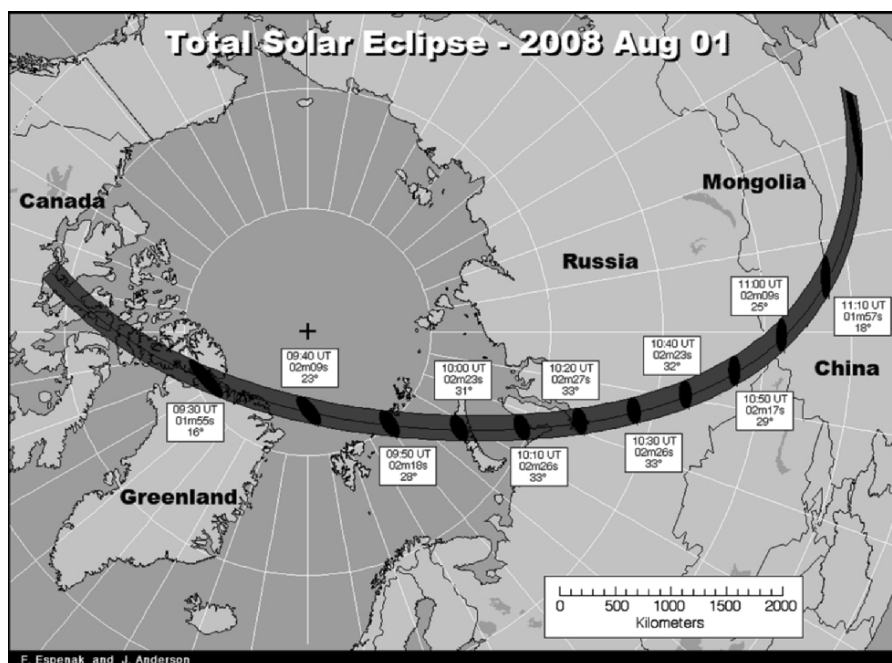 Total Solar Eclipse - 2008 Aug 01
Canada
Mongolia
Russia
11:00 UT
02m09s
25°
11:10 UT
01m57s
18°
09:40 UT
02m09s
23°
10:00 UT
02m23s
31°
10:20 UT
02m27s
33°
10:40 UT
02m23s
32°
China
09:30 UT
01m55s
16°
09:50 UT
02m18s
28°
10:10 UT
02m26s
33°
10:30 UT
02m26s
33°
10:50 UT
02m17s
29°
Greenland
0 500 1000 1500 2000
Kilometers
F. Espenak and J. Anderson